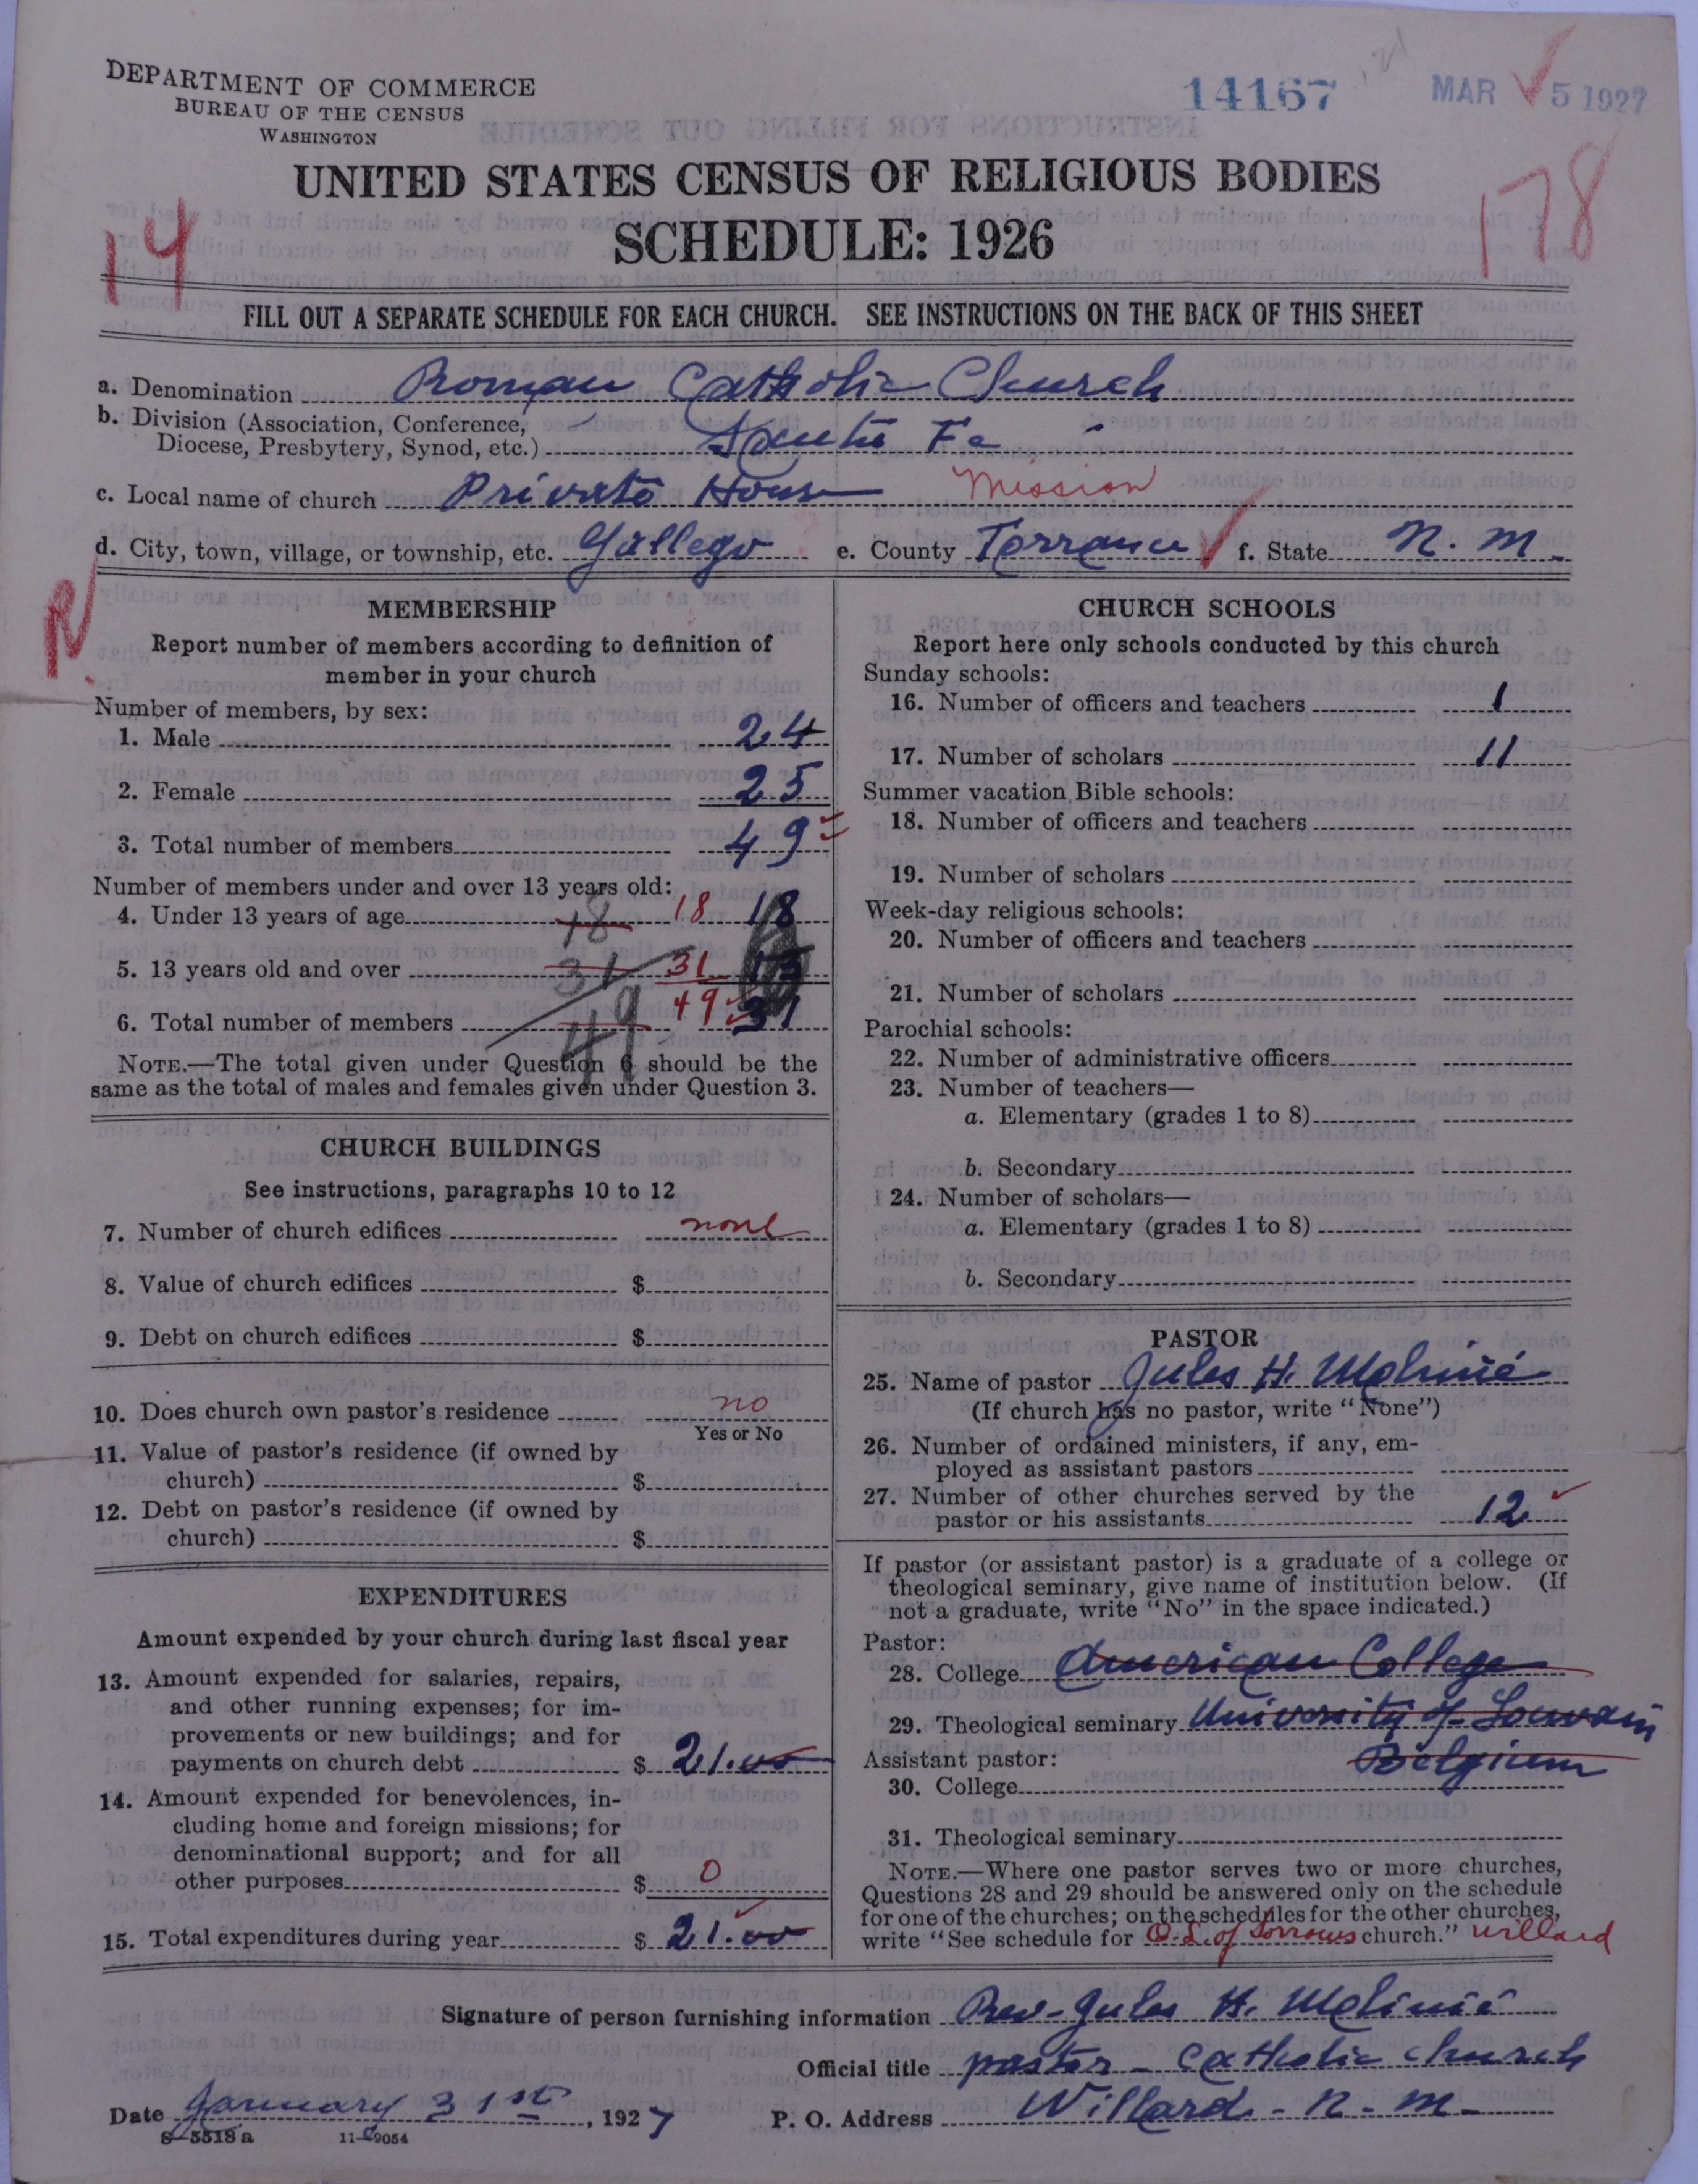 DEPARTMENT OF COMMERCE
BUREAU OF THE CENSUS
WASHINGTON
14167
MAR 5 1927
UNITED STATES CENSUS OF RELIGIOUS BODIES
SCHEDULE: 1926
14
178
FILL OUT A SEPARATE SCHEDULE FOR EACH CHURCH. SEE INSTRUCTIONS ON THE BACK OF THIS SHEET
a. Denomination Roman Catholic Church
b. Division (Association, Conference,
Diocese, Presbytery, Synod, etc.) Santa Fe
c. Local name of church Private House Mission
d. City, town, village, or township, etc. Gallego e. County Torrance f. State N. M.
R
MEMBERSHIP
Report number of members according to definition of
member in your church
Number of members, by sex:
1. Male 24
2. Female 25
3. Total number of members 49
Number of members under and over 13 years old:
4. Under 13 years of age 18 18 18
5. 13 years old and over 31 31 13
6. Total number of members 49 49 31
NOTE.—The total given under Question 6 should be the
same as the total of males and females given under Question 3.
CHURCH BUILDINGS
See instructions, paragraphs 10 to 12
7. Number of church edifices none
8. Value of church edifices $
9. Debt on church edifices $
10. Does church own pastor's residence no
Yes or No
11. Value of pastor's residence (if owned by
church) $
12. Debt on pastor's residence (if owned by
church) $
EXPENDITURES
Amount expended by your church during last fiscal year
13. Amount expended for salaries, repairs,
and other running expenses; for im-
provements or new buildings; and for
payments on church debt $ 21.00
14. Amount expended for benevolences, in-
cluding home and foreign missions; for
denominational support; and for all
other purposes $ 0
15. Total expenditures during year $ 21.00
CHURCH SCHOOLS
Report here only schools conducted by this church
Sunday schools:
16. Number of officers and teachers 1
17. Number of scholars 11
Summer vacation Bible schools:
18. Number of officers and teachers
19. Number of scholars
Week-day religious schools:
20. Number of officers and teachers
21. Number of scholars
Parochial schools:
22. Number of administrative officers
23. Number of teachers—
a. Elementary (grades 1 to 8)
b. Secondary
24. Number of scholars—
a. Elementary (grades 1 to 8)
b. Secondary
PASTOR
25. Name of pastor Jules H. Molinié
(If church has no pastor, write "None")
26. Number of ordained ministers, if any, em-
ployed as assistant pastors
27. Number of other churches served by the
pastor or his assistants 12
If pastor (or assistant pastor) is a graduate of a college or
theological seminary, give name of institution below. (If
not a graduate, write "No" in the space indicated.)
Pastor:
28. College American College
29. Theological seminary University of Louvain
Belgium
Assistant pastor:
30. College
31. Theological seminary
NOTE.—Where one pastor serves two or more churches,
Questions 28 and 29 should be answered only on the schedule
for one of the churches; on the schedules for the other churches,
write "See schedule for O. L. of Sorrows church." Willard
Signature of person furnishing information Rev. Jules H. Molinié
Official title pastor - Catholic church
Date January 31st, 1927 P. O. Address Willard - N. M.
8-5518 a 11-9054